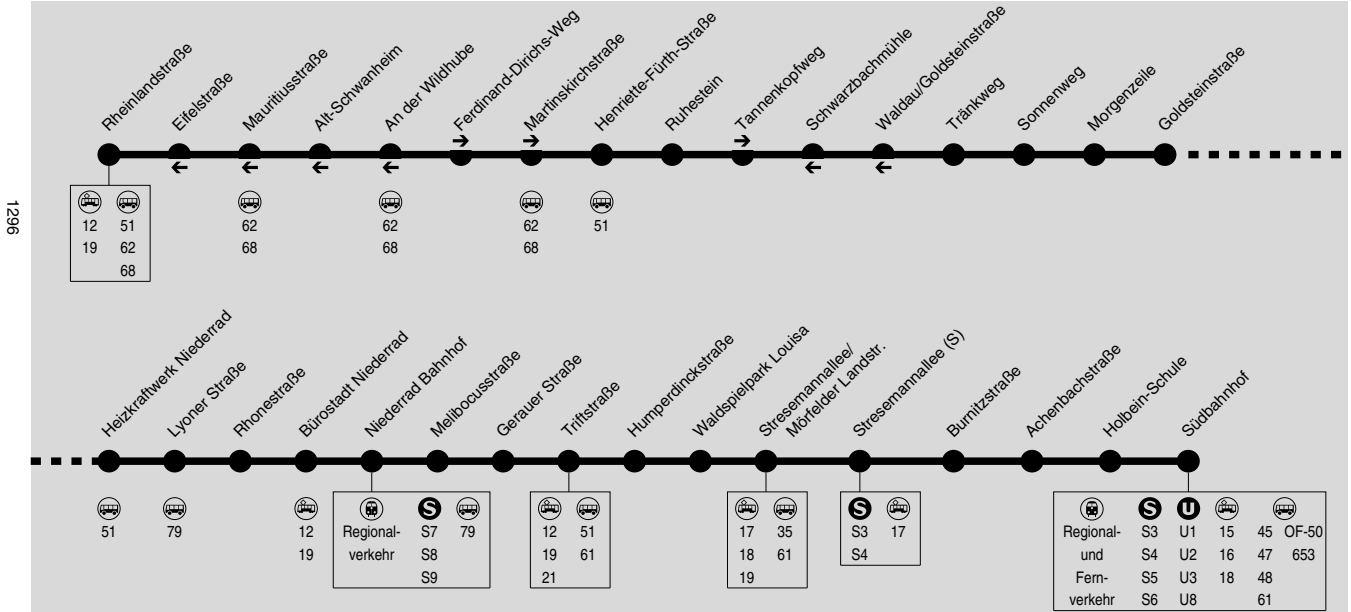 1296
Rheinlandstraße
Eifelstraße
Mauritiusstraße
Alt-Schwanheim
An der Wildhube
Ferdinand-Dirichs-Weg
Martinskirchstraße
Henriette-Fürth-Straße
Ruhestein
Tannenkopfweg
Schwarzbachmühle
Waldau/Goldsteinstraße
Tränkweg
Sonnenweg
Morgenzeile
Goldsteinstraße
12 51 62 62 62 51
19 62 68 68 68
68
Heizkraftwerk Niederrad
Lyoner Straße
Rhonestraße
Bürostadt Niederrad
Niederrad Bahnhof
Melibocusstraße
Gerauer Straße
Triftstraße
Humperdinckstraße
Waldspielpark Louisa
Stresemannallee/
Mörfelder Landstr.
Stresemannallee (S)
Burnitzstraße
Achenbachstraße
Holbein-Schule
Südbahnhof
S S S U
51 79 12 Regional- S7 79 12 51 17 35 S3 17 Regional- S3 U1 15 45 OF-50
19 verkehr S8 19 61 18 61 S4 und S4 U2 16 47 653
S9 21 19 Fern- S5 U3 18 48
verkehr S6 U8 61